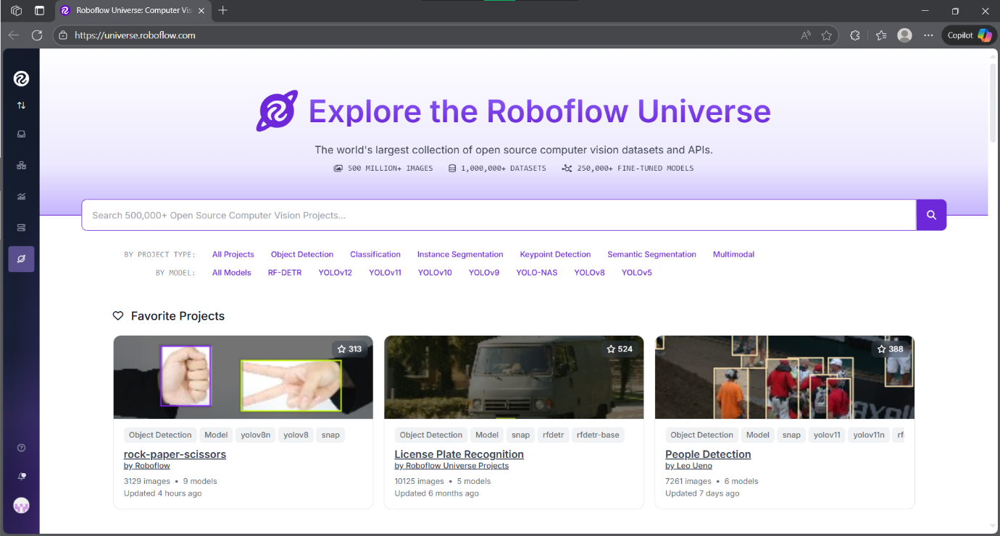 Roboflow Universe: Computer Vis
https://universe.roboflow.com
Copilot
Explore the Roboflow Universe
The world's largest collection of open source computer vision datasets and APIs.
500 MILLION+ IMAGES 1,000,000+ DATASETS 250,000+ FINE-TUNED MODELS
Search 500,000+ Open Source Computer Vision Projects...
BY PROJECT TYPE: All Projects Object Detection Classification Instance Segmentation Keypoint Detection Semantic Segmentation Multimodal
BY MODEL: All Models RF-DETR YOLOv12 YOLOv11 YOLOv10 YOLOv9 YOLO-NAS YOLOv8 YOLOv5
Favorite Projects
313
Object Detection Model yolov8n yolov8 snap
rock-paper-scissors
by Roboflow
3129 images • 9 models
Updated 4 hours ago
524
Object Detection Model snap rfdetr rfdetr-base
License Plate Recognition
by Roboflow Universe Projects
10125 images • 5 models
Updated 6 months ago
388
Object Detection Model snap yolov11 yolov11n rf
People Detection
by Leo Ueno
7261 images • 6 models
Updated 7 days ago